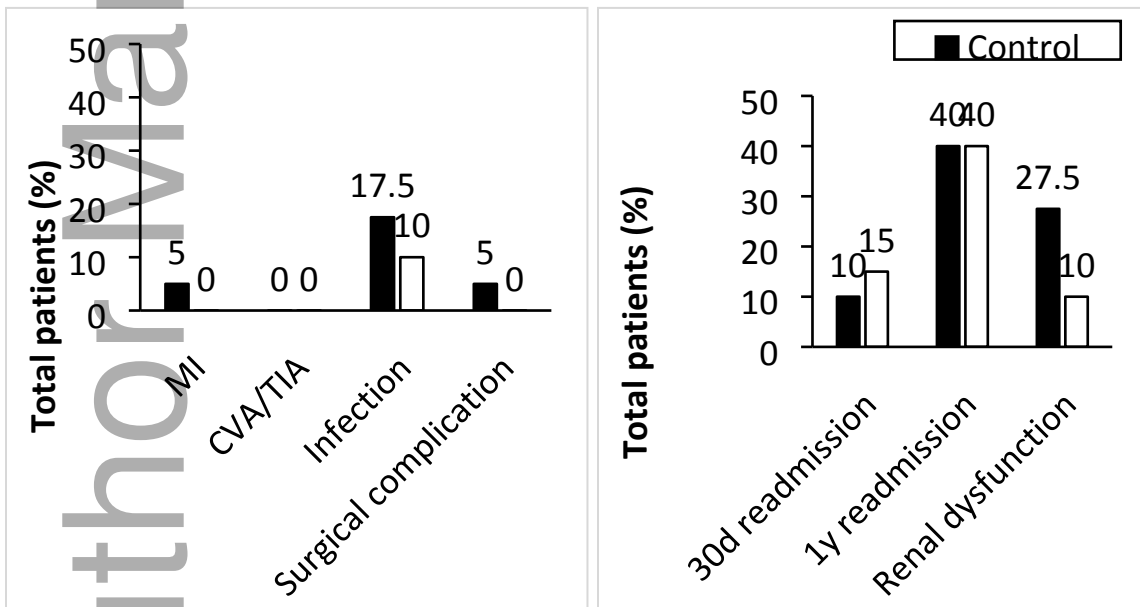 Total patients (%)
50
40
30
20
10
0
5
0
0
0
17.5
10
5
0
MI
CVA/TIA
Infection
Surgical complication
Control
Total patients (%)
50
40
30
20
10
0
10
15
40
40
27.5
10
30d readmission
1y readmission
Renal dysfunction